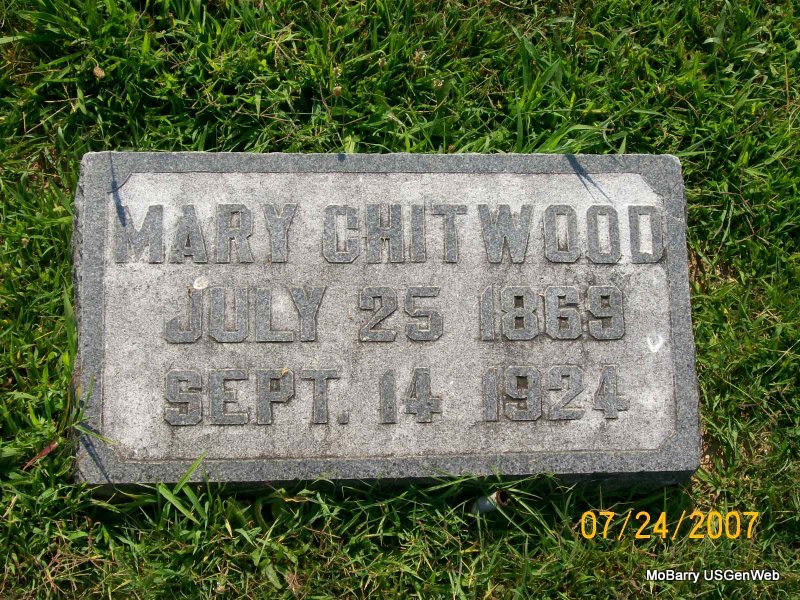 MARY CHITWOOD
JULY 25 1869
SEPT. 14 1924
07/24/2007
MoBarry USGenWeb